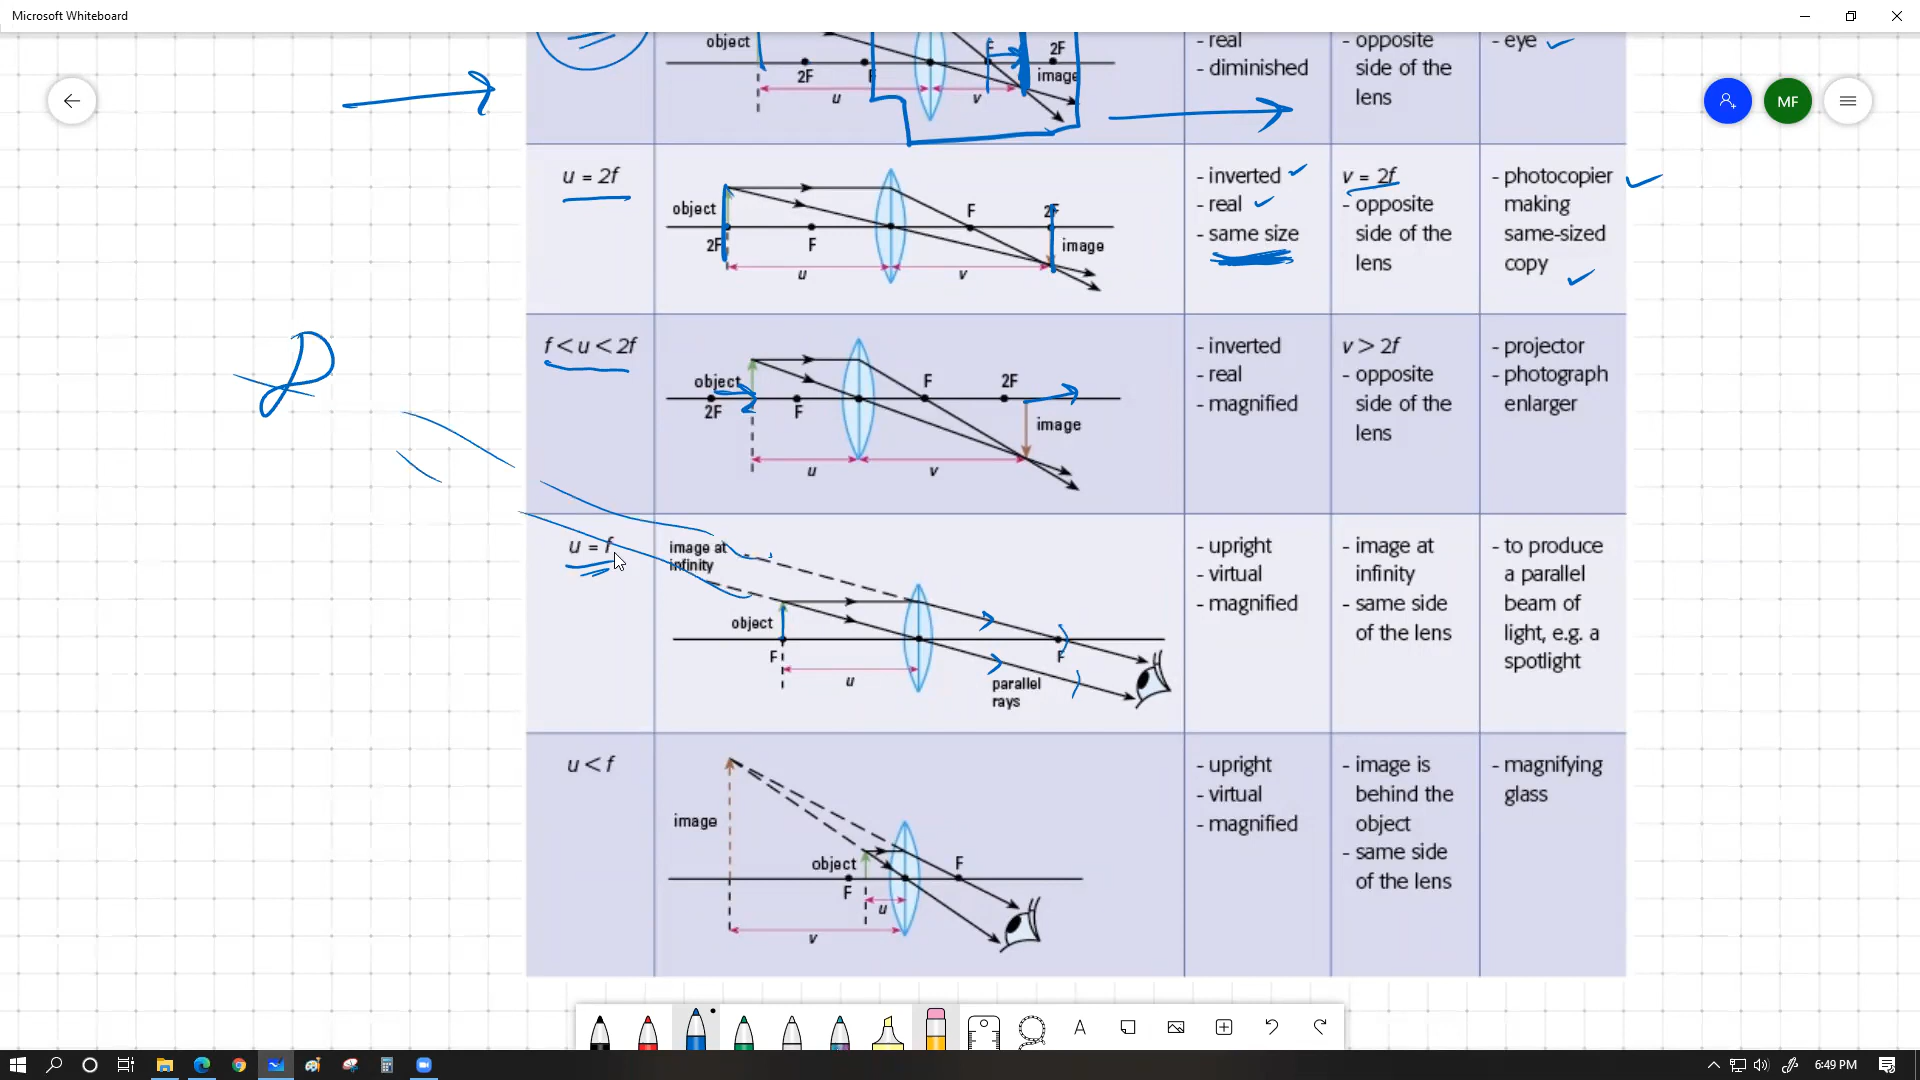 Microsoft Whiteboard
MF
object
2F
F
F
2F
image
u
v
- real
- diminished
- opposite
side of the
lens
- eye
u = 2f
object
2F
F
F
2F
image
u
v
- inverted
- real
- same size
v = 2f
- opposite
side of the
lens
- photocopier
making
same-sized
copy
f < u < 2f
object
2F
F
F
2F
image
u
v
- inverted
- real
- magnified
v > 2f
- opposite
side of the
lens
- projector
- photograph
enlarger
u = f
image at
infinity
object
F
F
u
parallel
rays
- upright
- virtual
- magnified
- image at
infinity
- same side
of the lens
- to produce
a parallel
beam of
light, e.g. a
spotlight
u < f
image
object
F
F
u
v
- upright
- virtual
- magnified
- image is
behind the
object
- same side
of the lens
- magnifying
glass
6:49 PM